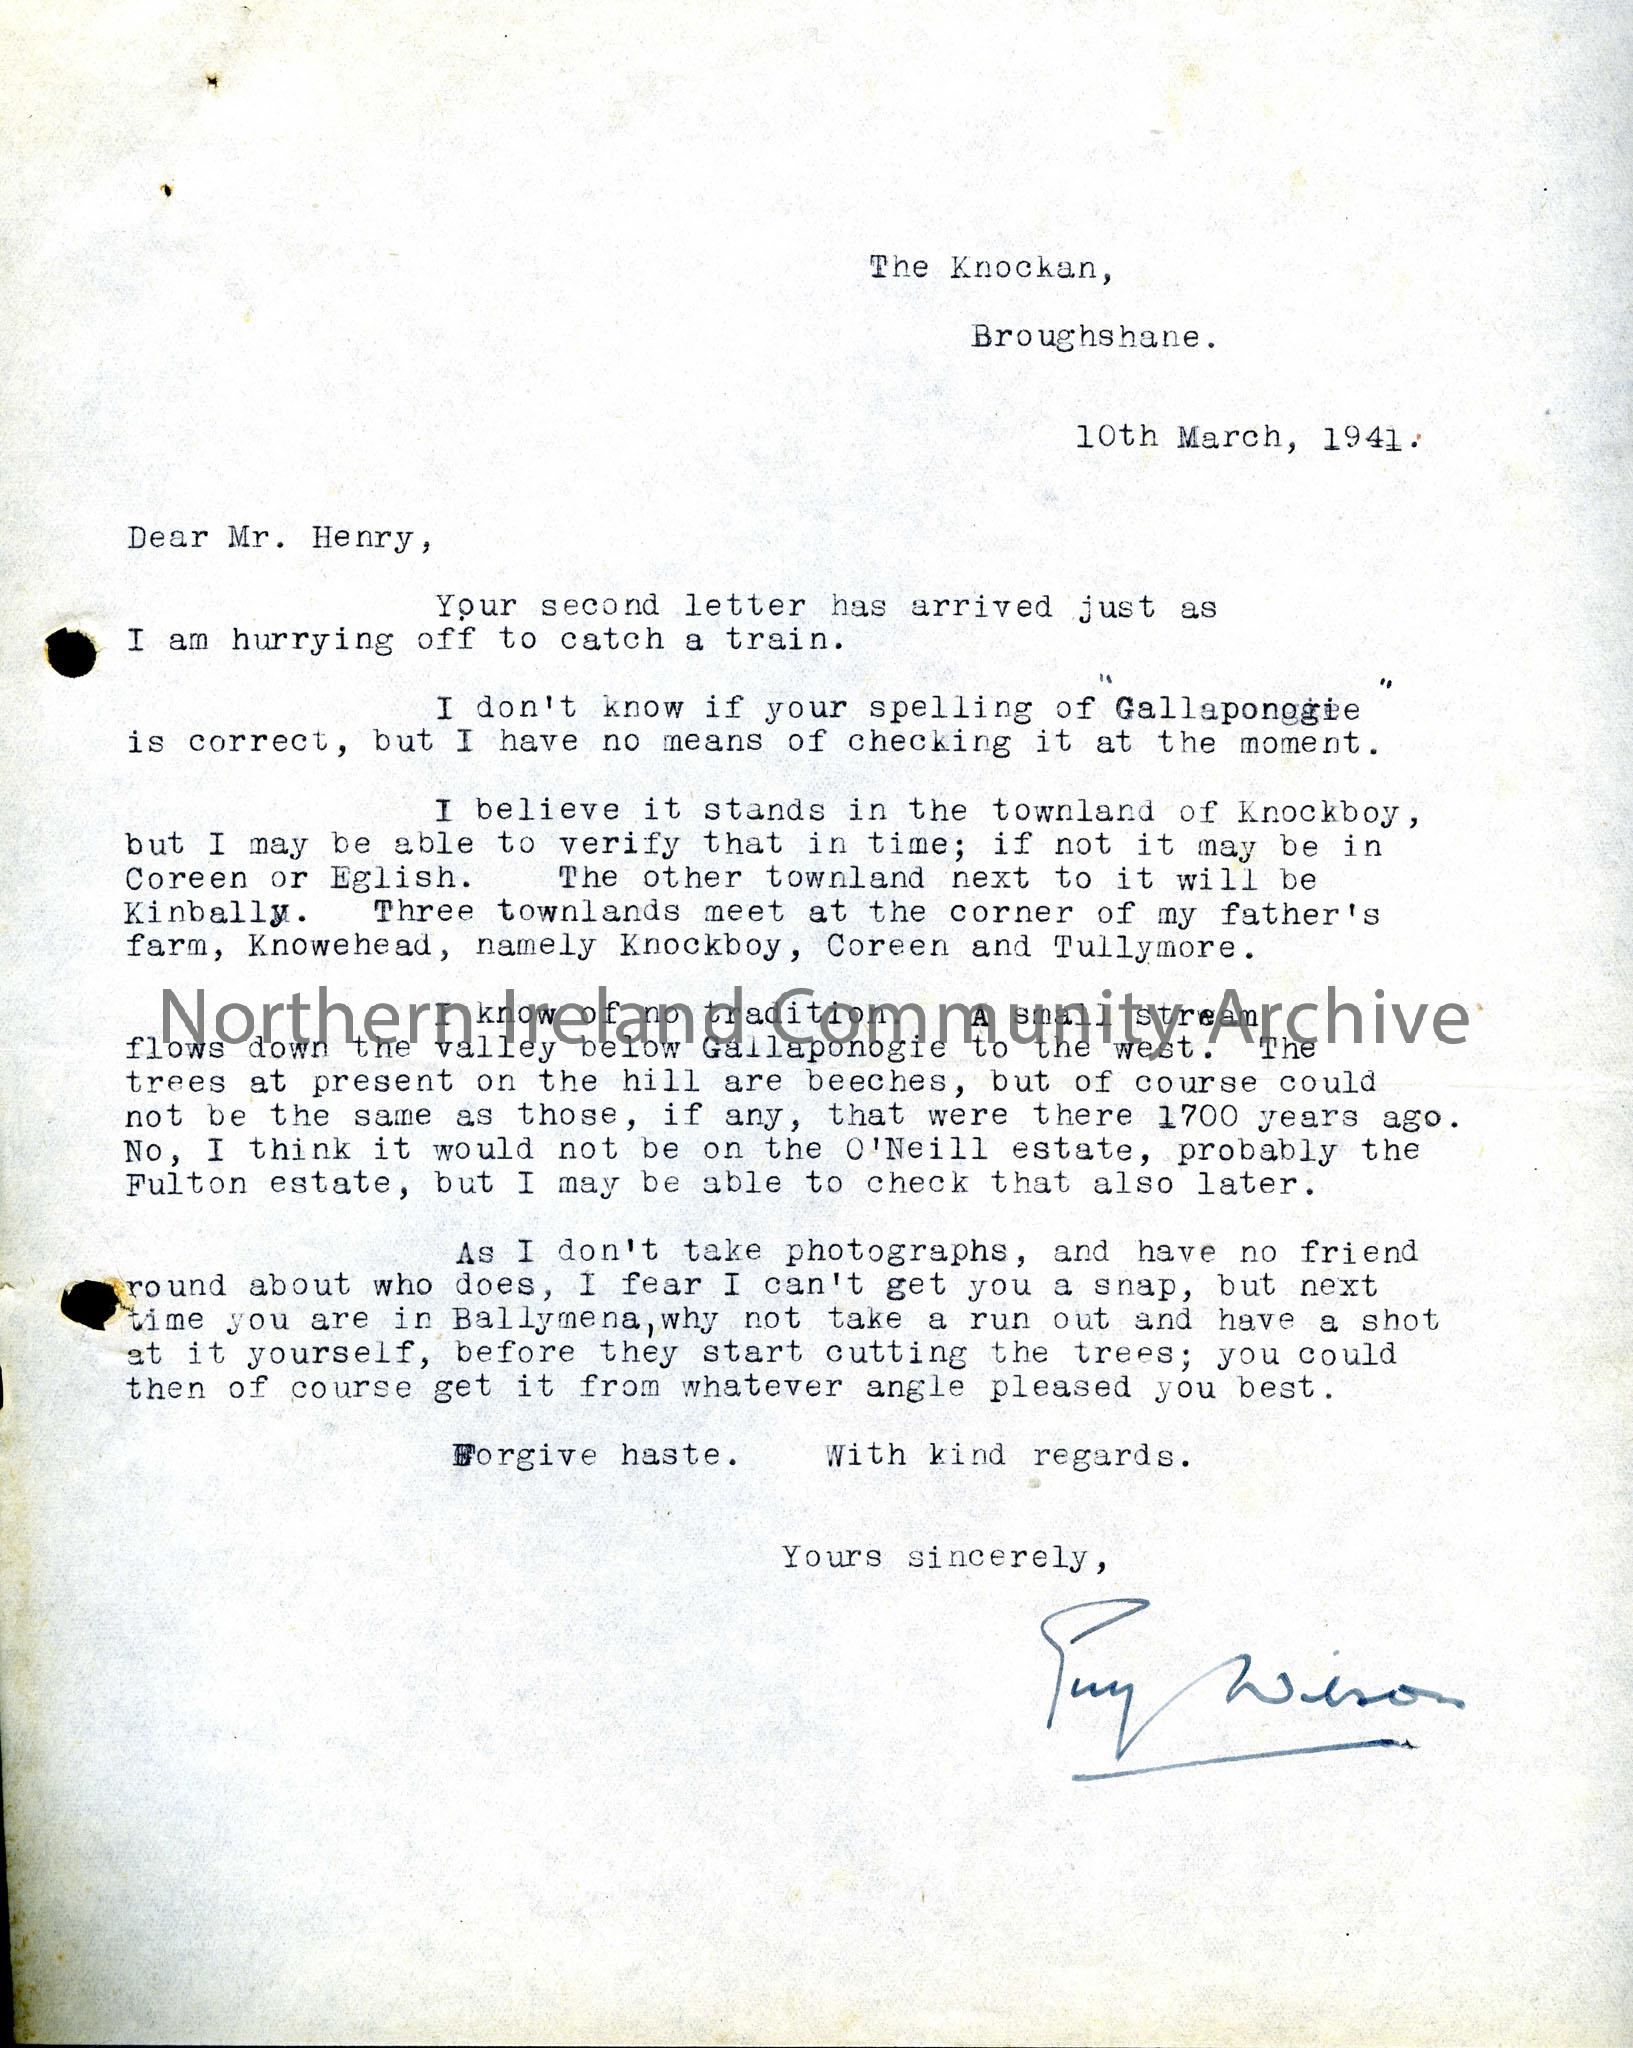 The Knockan,
Broughshane.
10th March, 1941.
Dear Mr. Henry,
Your second letter has arrived just as
I am hurrying off to catch a train.
I don't know if your spelling of "Gallaponogie"
is correct, but I have no means of checking it at the moment.
I believe it stands in the townland of Knockboy,
but I may be able to verify that in time; if not it may be in
Coreen or Eglish. The other townland next to it will be
Kinbally. Three townlands meet at the corner of my father's
farm, Knowehead, namely Knockboy, Coreen and Tullymore.
I know of no tradition. A small stream
Northern Ireland Community Archive
flows down the valley below Gallaponogie to the west. The
trees at present on the hill are beeches, but of course could
not be the same as those, if any, that were there 1700 years ago.
No, I think it would not be on the O'Neill estate, probably the
Fulton estate, but I may be able to check that also later.
As I don't take photographs, and have no friend
round about who does, I fear I can't get you a snap, but next
time you are in Ballymena,why not take a run out and have a shot
at it yourself, before they start cutting the trees; you could
then of course get it from whatever angle pleased you best.
Forgive haste. With kind regards.
Yours sincerely,
Guy Wilson